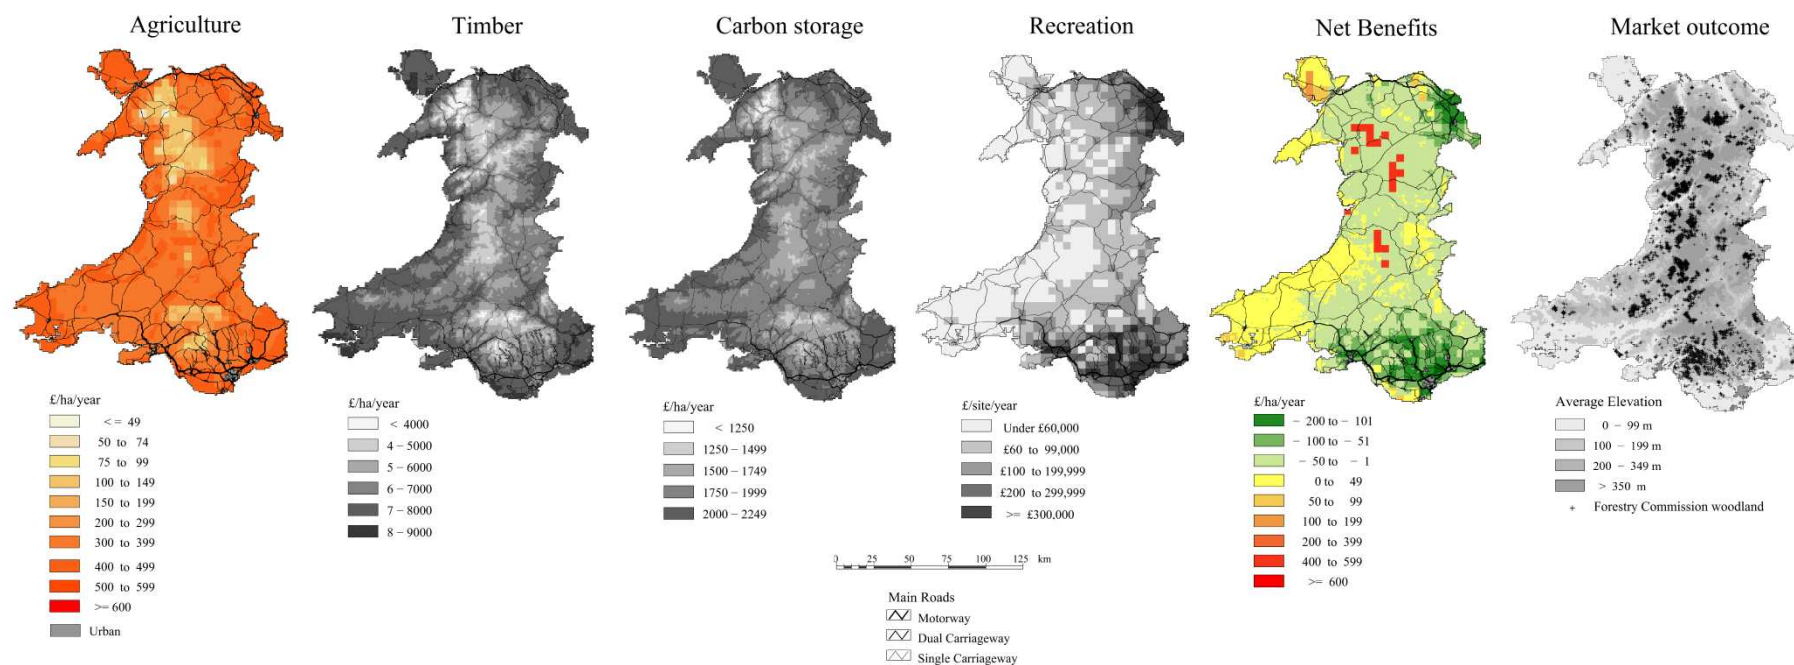 Agriculture
Timber
Carbon storage
Recreation
Net Benefits
Market outcome
£/ha/year
< = 49
50 to 74
75 to 99
100 to 149
150 to 199
200 to 299
300 to 399
400 to 499
500 to 599
>= 600
Urban
£/ha/year
< 4000
4 − 5000
5 − 6000
6 − 7000
7 − 8000
8 − 9000
£/ha/year
< 1250
1250 − 1499
1500 − 1749
1750 − 1999
2000 − 2249
£/site/year
Under £60,000
£60 to 99,000
£100 to 199,999
£200 to 299,999
>= £300,000
£/ha/year
− 200 to − 101
− 100 to − 51
− 50 to − 1
0 to 49
50 to 99
100 to 199
200 to 399
400 to 599
>= 600
Average Elevation
0 − 99 m
100 − 199 m
200 − 349 m
> 350 m
+ Forestry Commission woodland
0 25 50 75 100 125 km
Main Roads
Motorway
Dual Carriageway
Single Carriageway